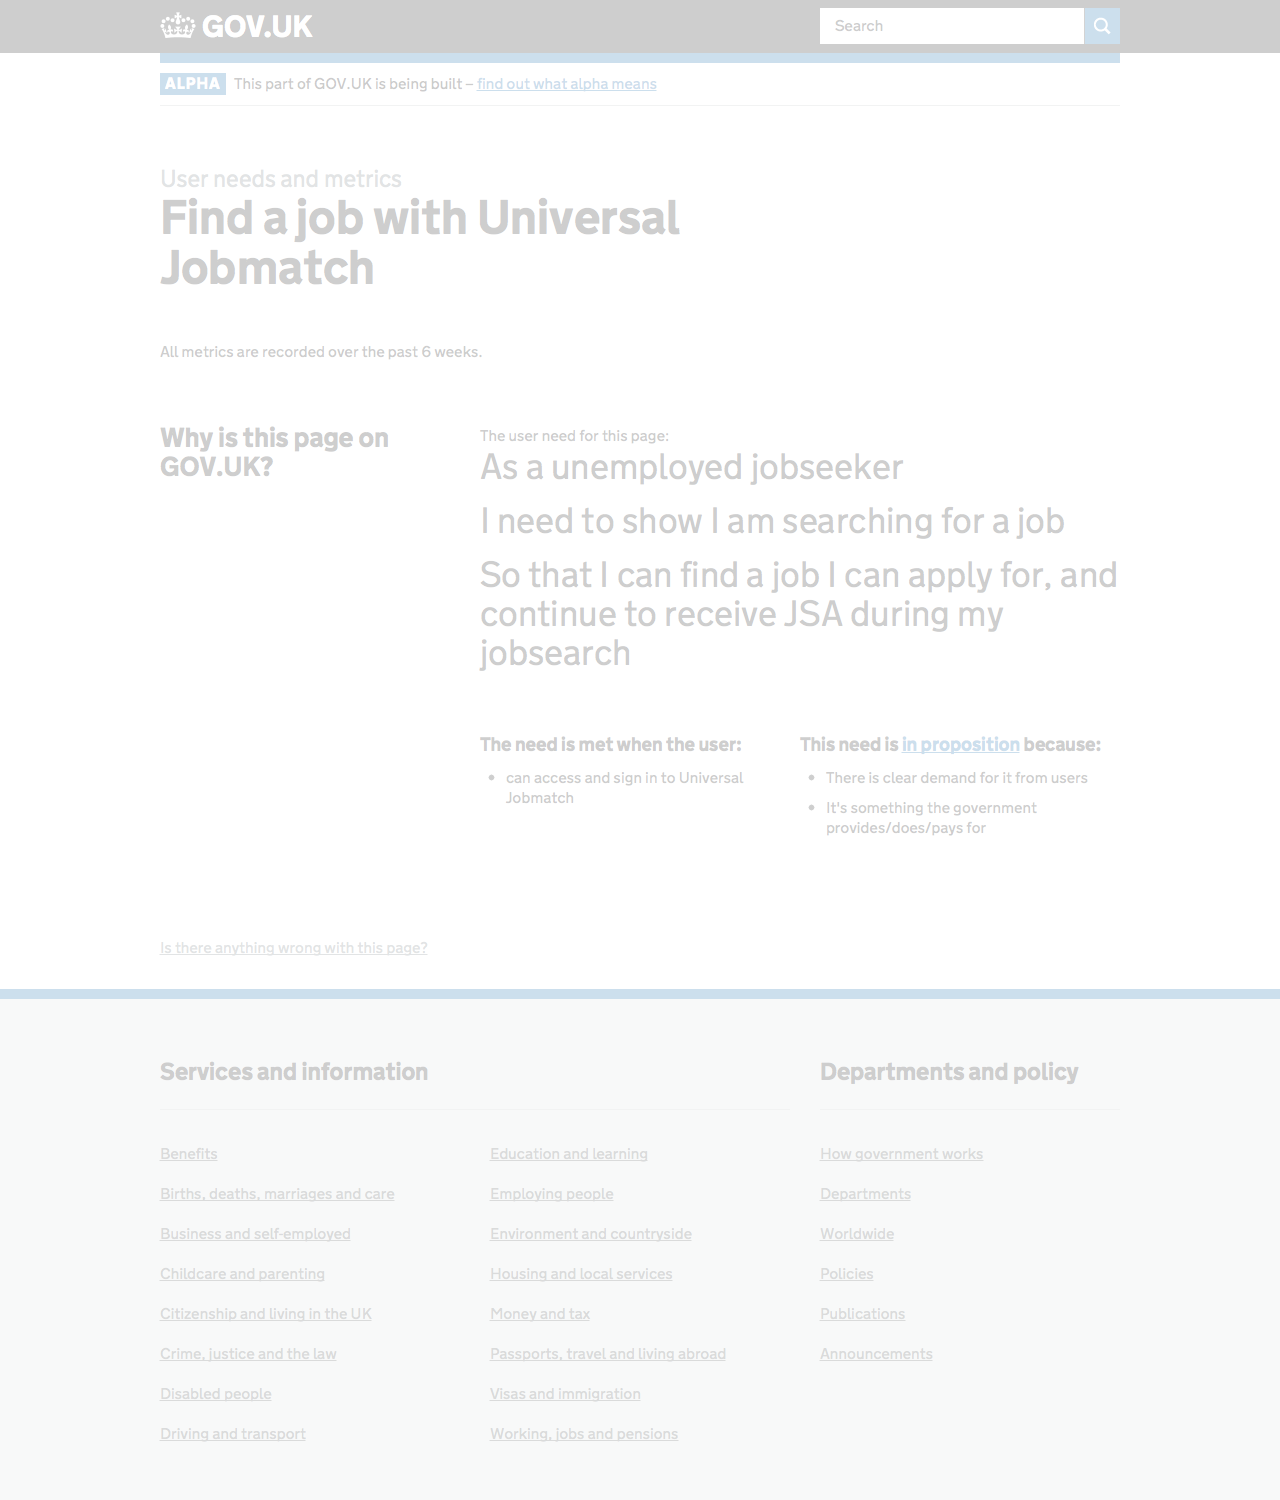 GOV.UK
Search
ALPHA This part of GOV.UK is being built – find out what alpha means
User needs and metrics
Find a job with Universal
Jobmatch
All metrics are recorded over the past 6 weeks.
Why is this page on
GOV.UK?
The user need for this page:
As a unemployed jobseeker
I need to show I am searching for a job
So that I can find a job I can apply for, and
continue to receive JSA during my
jobsearch
The need is met when the user:
• can access and sign in to Universal
Jobmatch
This need is in proposition because:
• There is clear demand for it from users
• It's something the government
provides/does/pays for
Is there anything wrong with this page?
Services and information
Benefits
Births, deaths, marriages and care
Business and self-employed
Childcare and parenting
Citizenship and living in the UK
Crime, justice and the law
Disabled people
Driving and transport
Education and learning
Employing people
Environment and countryside
Housing and local services
Money and tax
Passports, travel and living abroad
Visas and immigration
Working, jobs and pensions
Departments and policy
How government works
Departments
Worldwide
Policies
Publications
Announcements